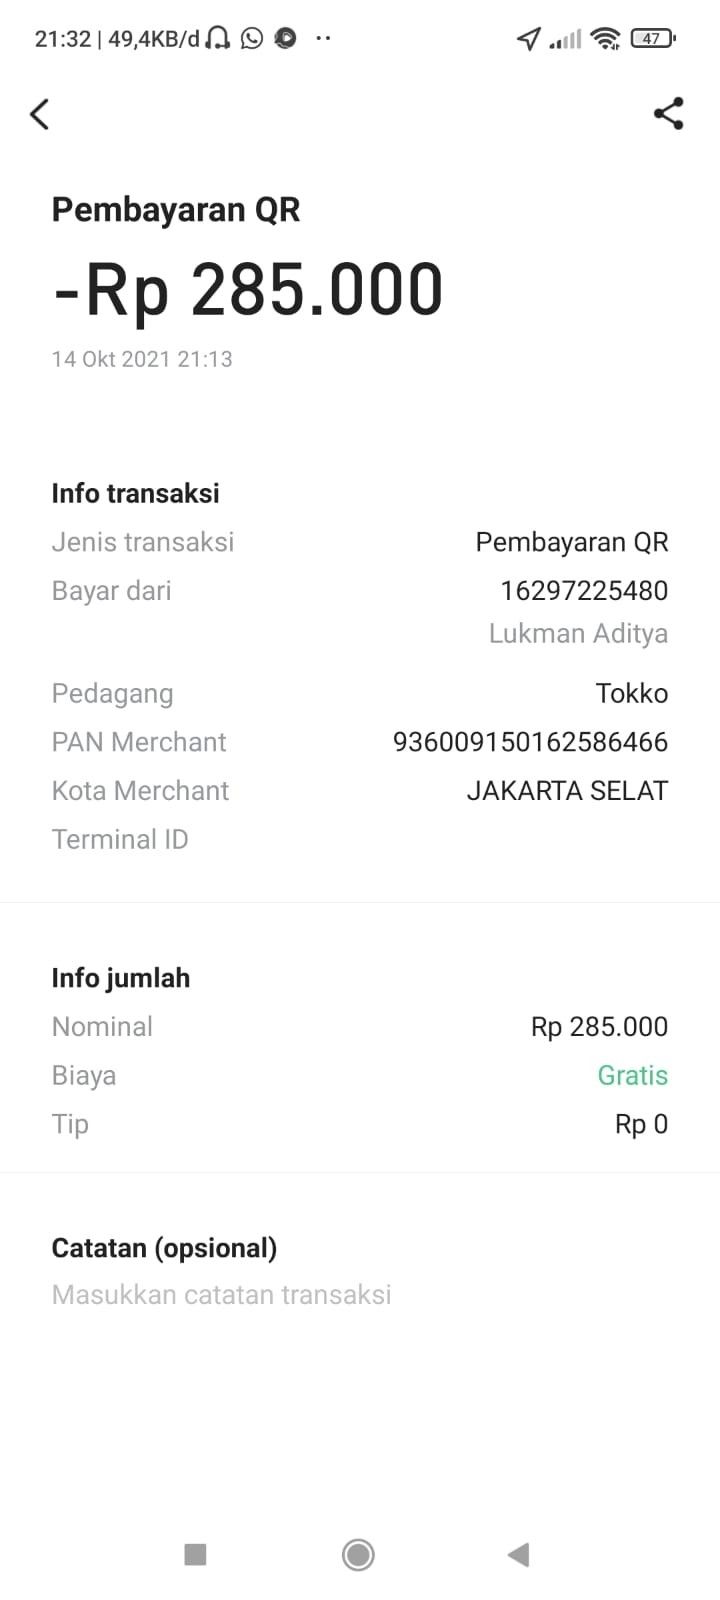 21:32 | 49,4KB/d
47
Pembayaran QR
-Rp 285.000
14 Okt 2021 21:13
Info transaksi
Jenis transaksi Pembayaran QR
Bayar dari 16297225480
Lukman Aditya
Pedagang Tokko
PAN Merchant 936009150162586466
Kota Merchant JAKARTA SELAT
Terminal ID
Info jumlah
Nominal Rp 285.000
Biaya Gratis
Tip Rp 0
Catatan (opsional)
Masukkan catatan transaksi